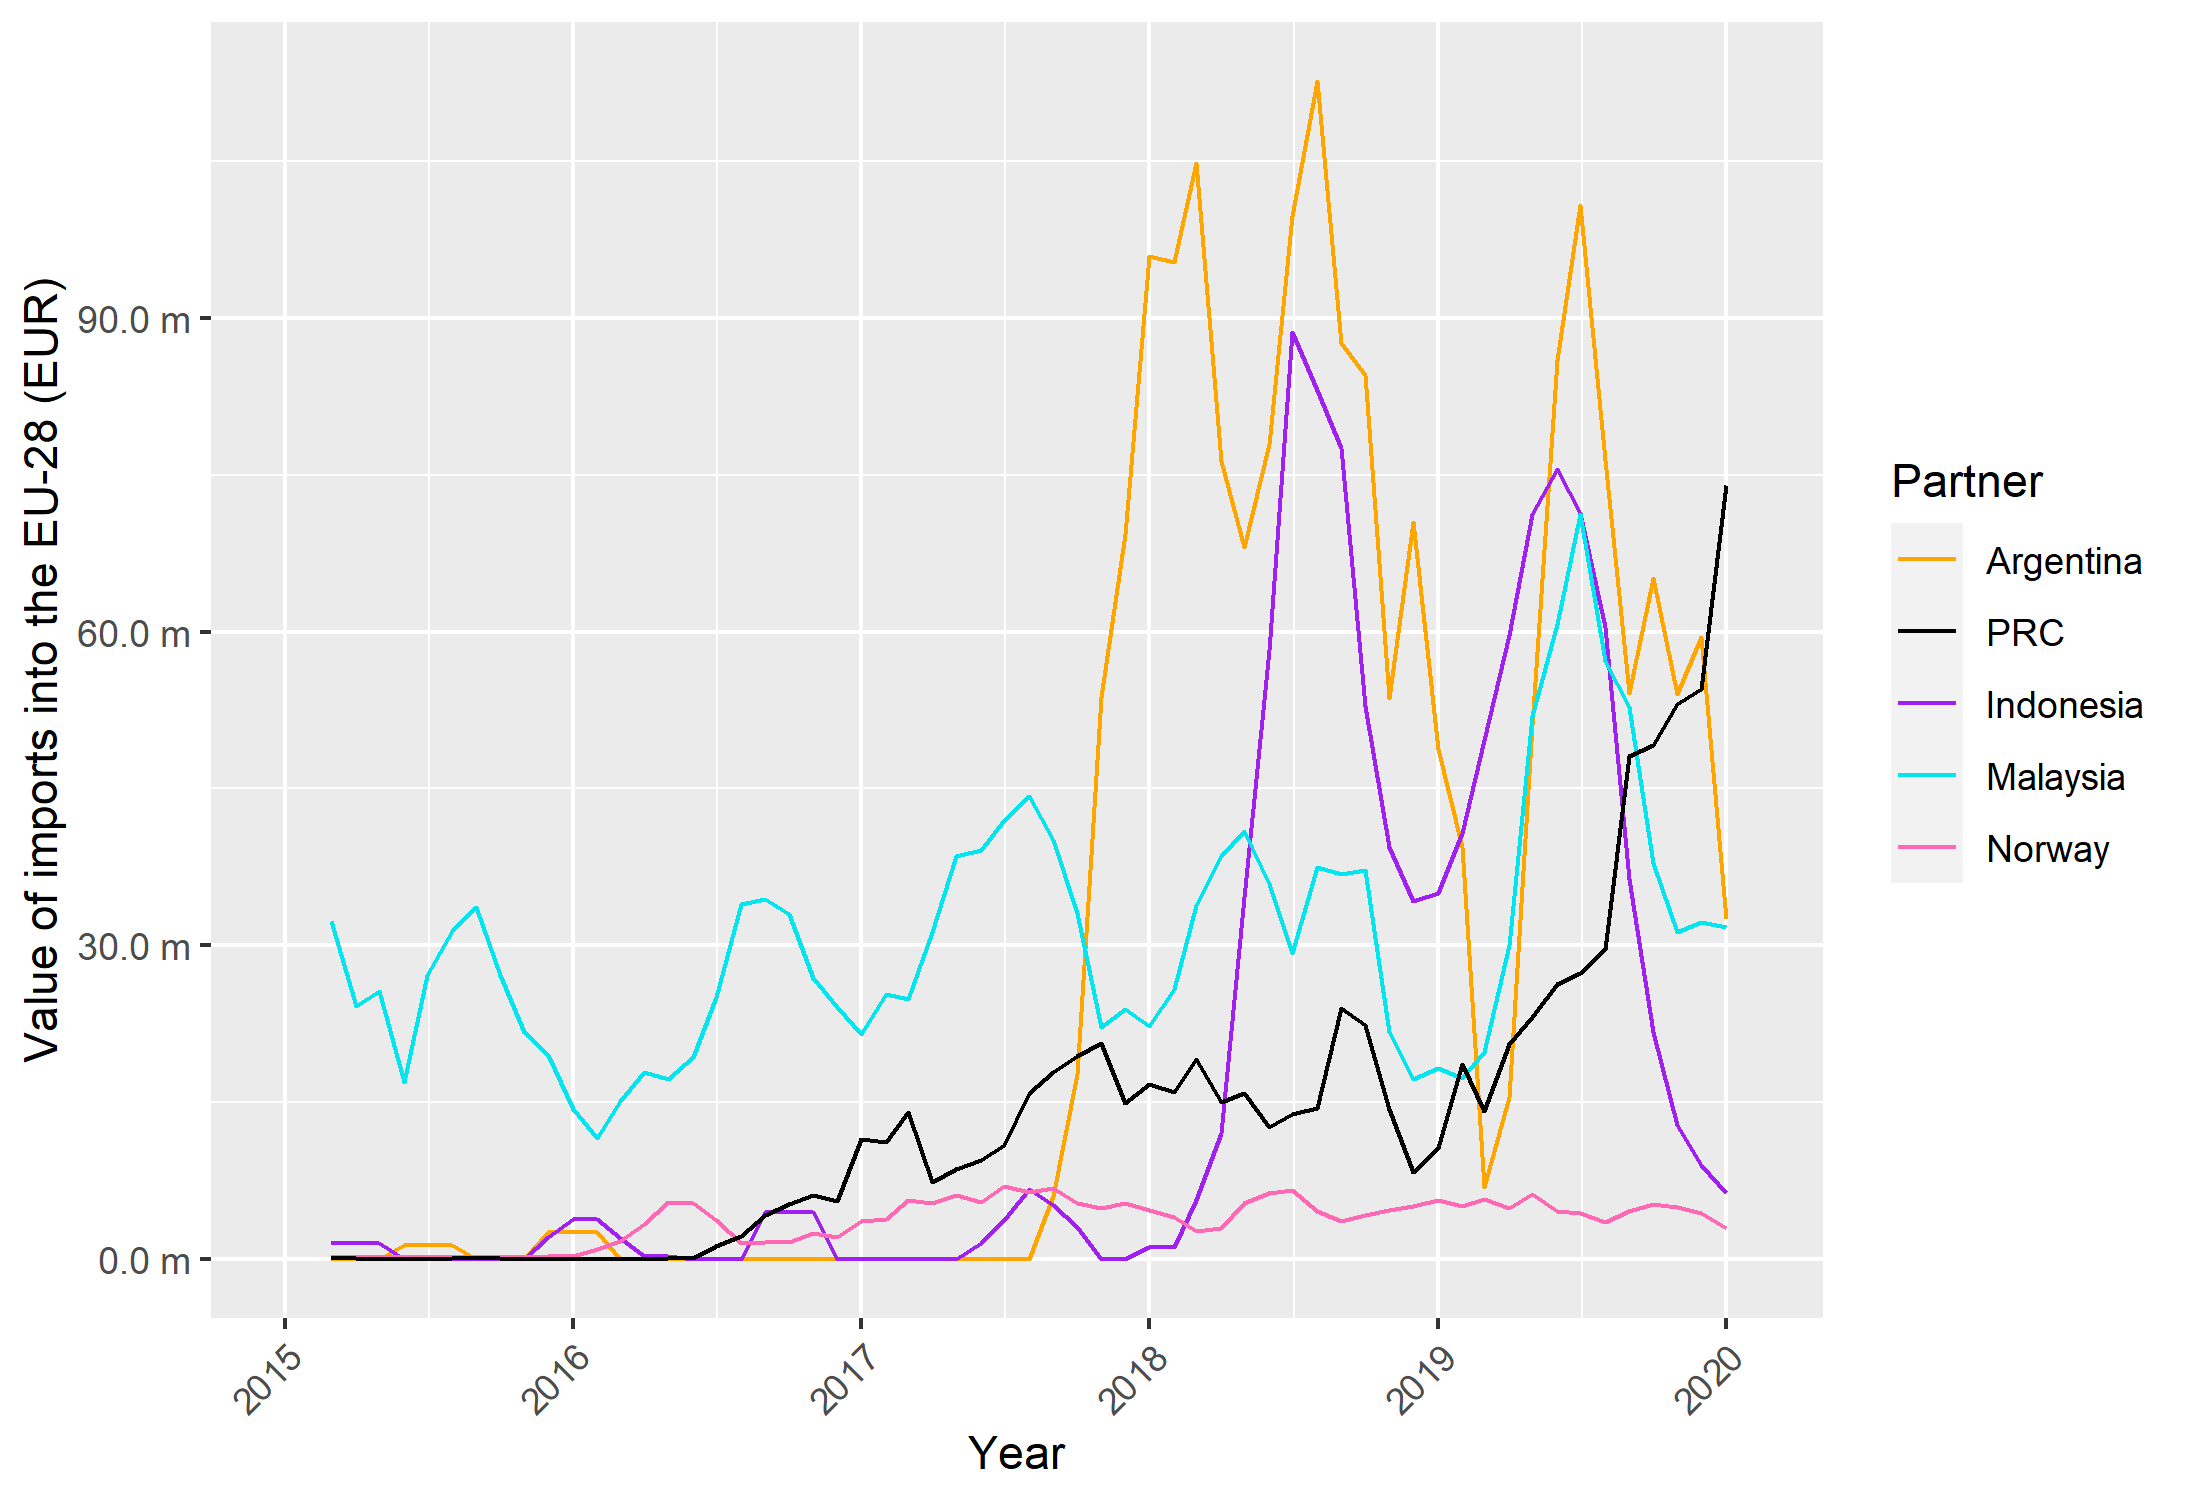 Value of imports into the EU-28 (EUR)
90.0 m
60.0 m
30.0 m
0.0 m
2015
2016
2017
2018
2019
2020
Year
Partner
Argentina
PRC
Indonesia
Malaysia
Norway